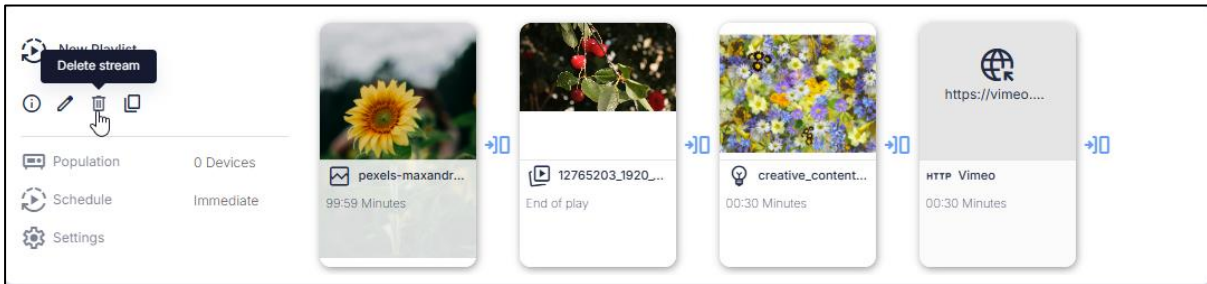 New Playlist
Delete stream
Population 0 Devices
Schedule Immediate
Settings
pexels-maxandr...
99:59 Minutes
12765203_1920_...
End of play
creative_content...
00:30 Minutes
https://vimeo....
HTTP Vimeo
00:30 Minutes